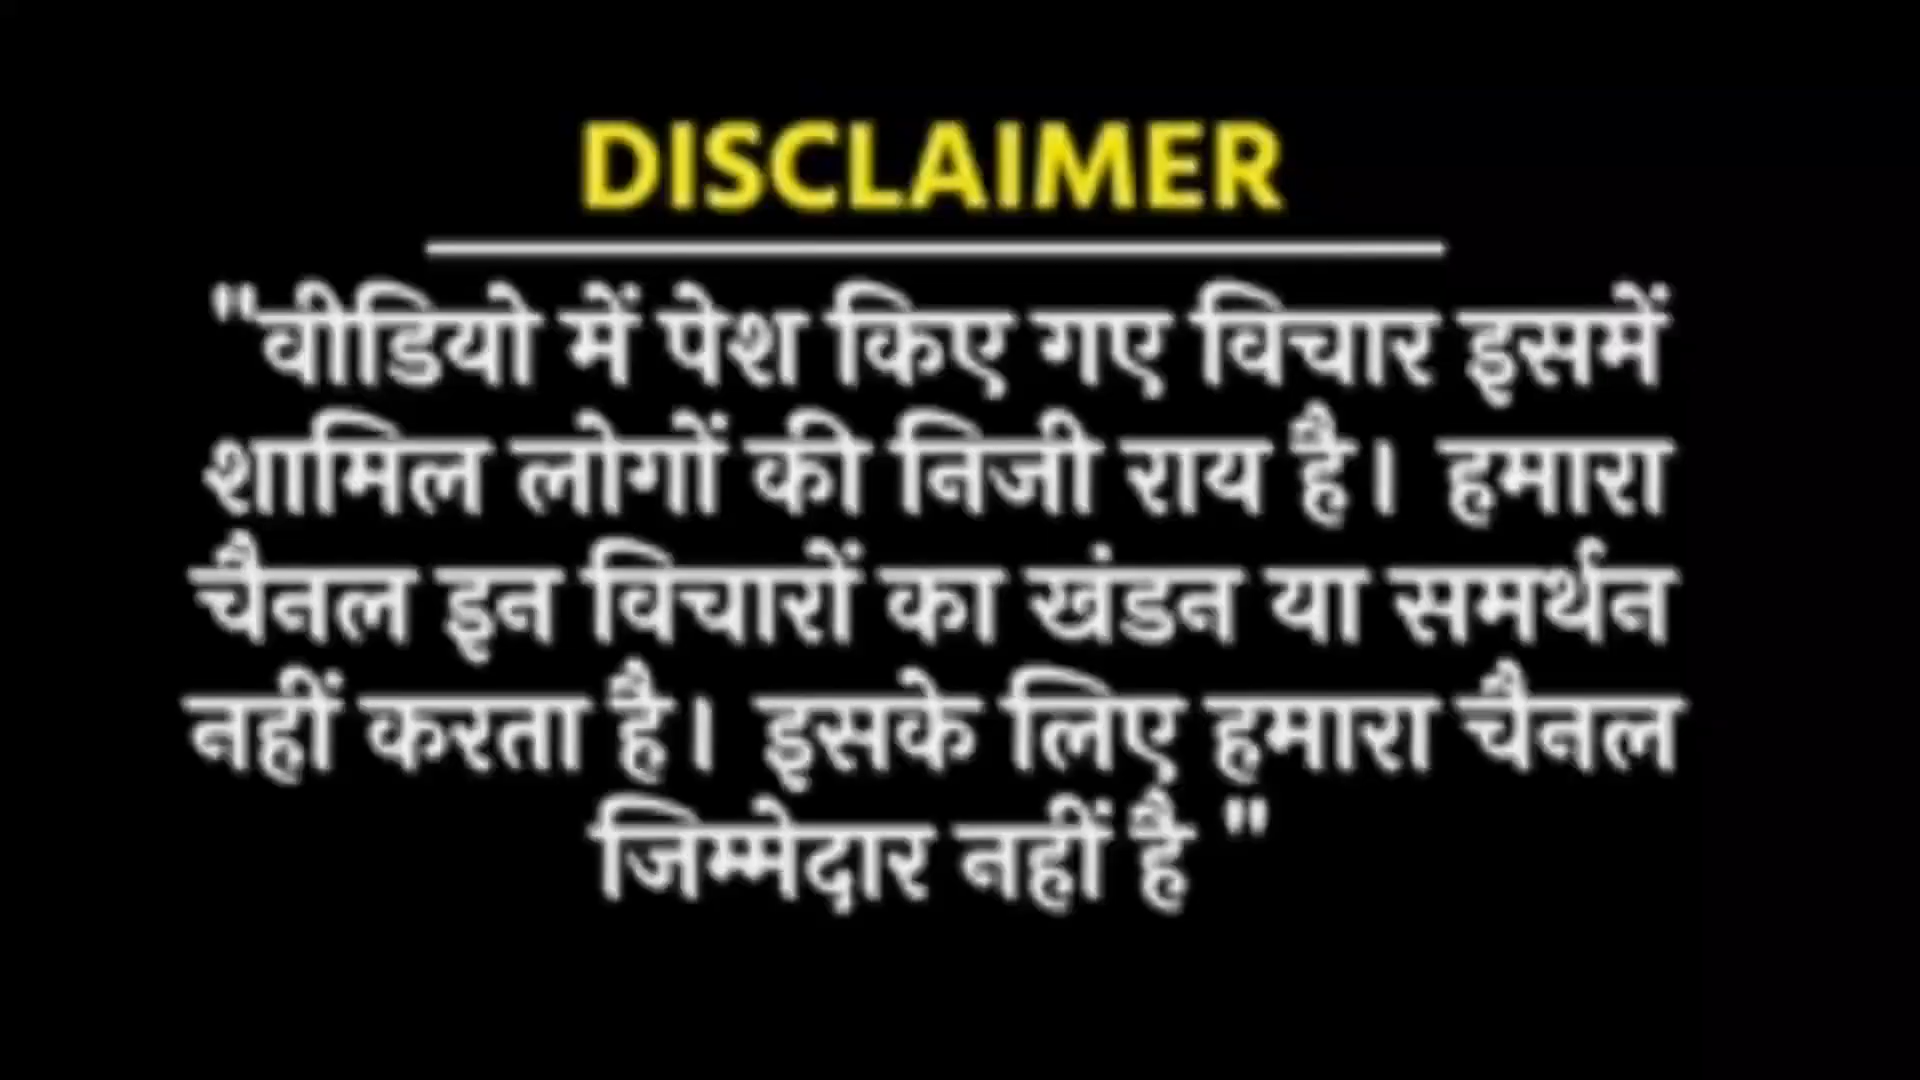 DISCLAIMER
"वीडियो में पेश किए गए विचार इसमें
शामिल लोगों की निजी राय है। हमारा
चैनल इन विचारों का खंडन या समर्थन
नहीं करता है। इसके लिए हमारा चैनल
जिम्मेदार नहीं है "